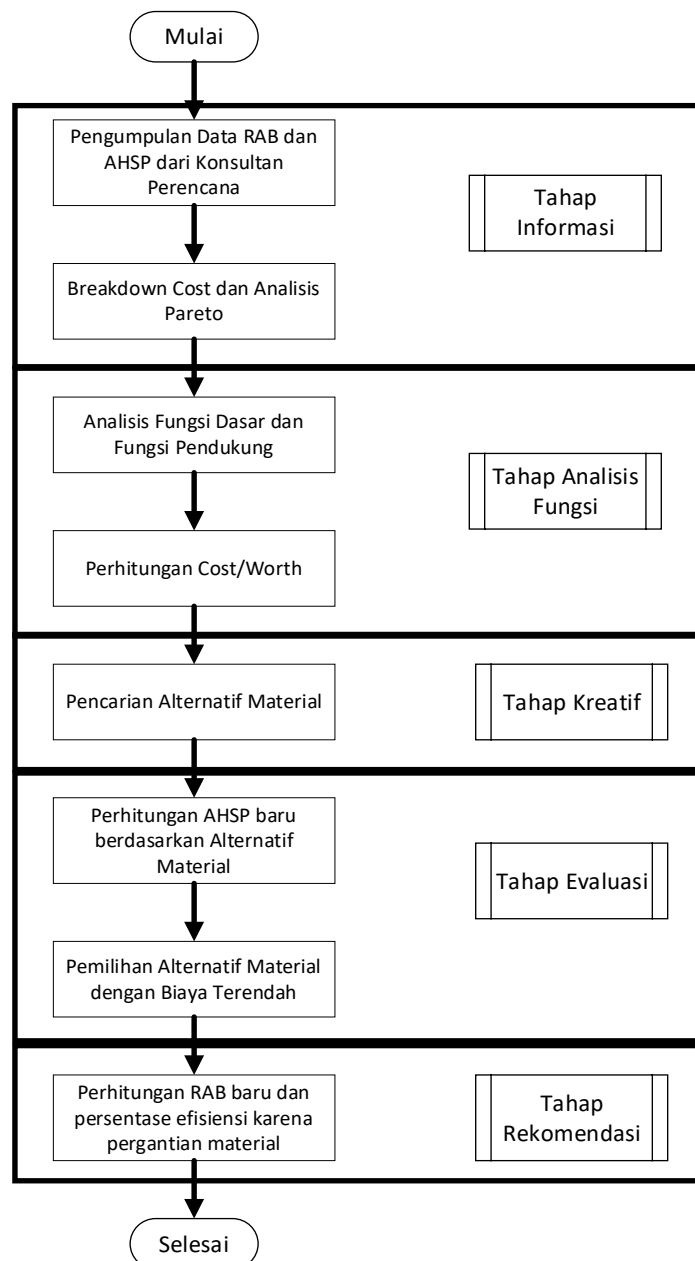 Mulai
Pengumpulan Data RAB dan
AHSP dari Konsultan
Perencana
Tahap
Informasi
Breakdown Cost dan Analisis
Pareto
Analisis Fungsi Dasar dan
Fungsi Pendukung
Tahap Analisis
Fungsi
Perhitungan Cost/Worth
Pencarian Alternatif Material
Tahap Kreatif
Perhitungan AHSP baru
berdasarkan Alternatif
Material
Tahap Evaluasi
Pemilihan Alternatif Material
dengan Biaya Terendah
Perhitungan RAB baru dan
persentase efisiensi karena
pergantian material
Tahap
Rekomendasi
Selesai